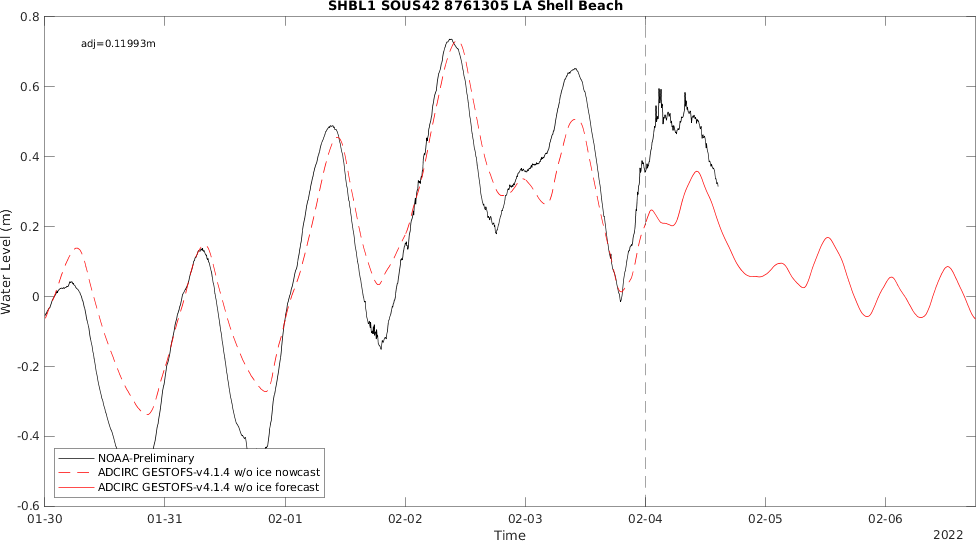 SHBL1 SOUS42 8761305 LA Shell Beach
adj=0.11993m
Water Level (m)
0.8
0.6
0.4
0.2
0
-0.2
-0.4
-0.6
NOAA-Preliminary
ADCIRC GESTOFS-v4.1.4 w/o ice nowcast
ADCIRC GESTOFS-v4.1.4 w/o ice forecast
01-30 01-31 02-01 02-02 02-03 02-04 02-05 02-06
Time
2022